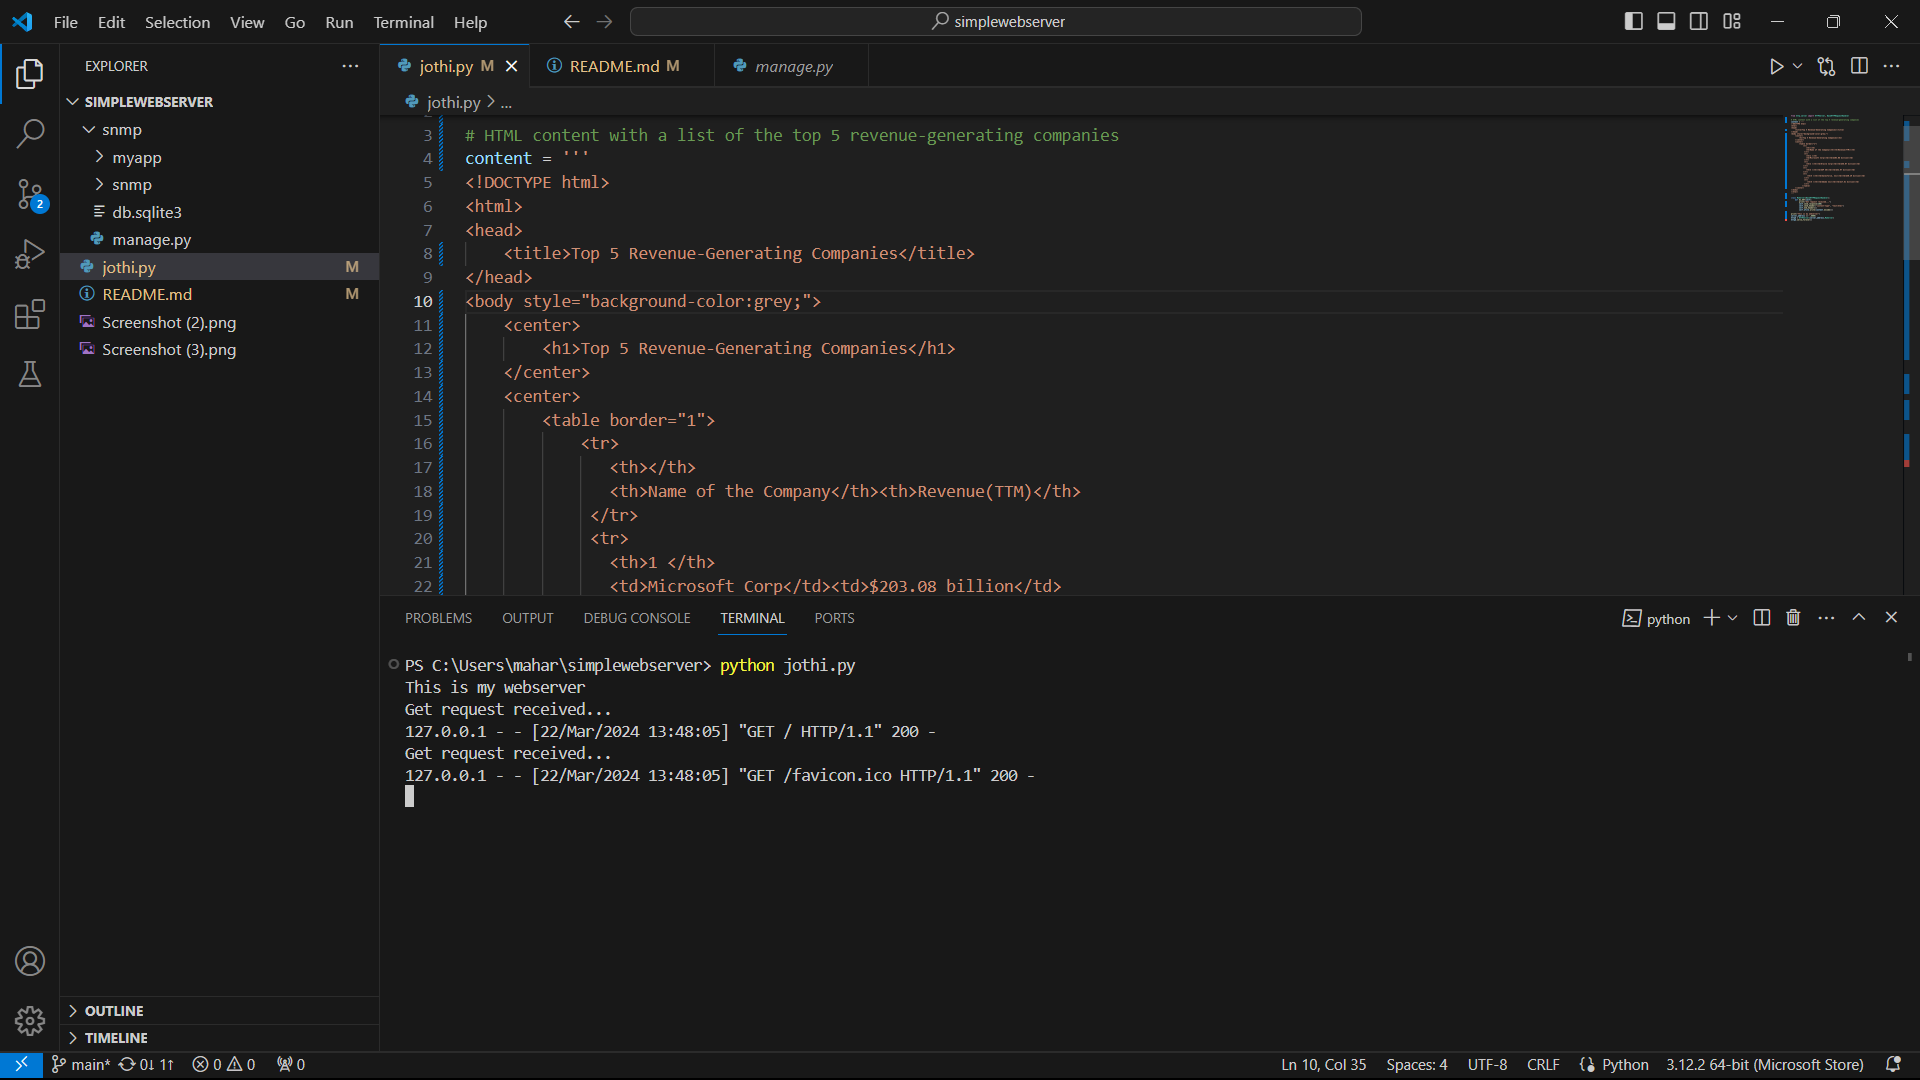 File Edit Selection View Go Run Terminal Help
simplewebserver
EXPLORER
jothi.py M
README.md M
manage.py
SIMPLEWEBSERVER
snmp
myapp
snmp
db.sqlite3
manage.py
jothi.py M
README.md M
Screenshot (2).png
Screenshot (3).png
2
OUTLINE
TIMELINE
jothi.py > ...
3 # HTML content with a list of the top 5 revenue-generating companies
4 content = '''
5 <!DOCTYPE html>
6 <html>
7 <head>
8 <title>Top 5 Revenue-Generating Companies</title>
9 </head>
10 <body style="background-color:grey;">
11 <center>
12 <h1>Top 5 Revenue-Generating Companies</h1>
13 </center>
14 <center>
15 <table border="1">
16 <tr>
17 <th></th>
18 <th>Name of the Company</th><th>Revenue(TTM)</th>
19 </tr>
20 <tr>
21 <th>1 </th>
22 <td>Microsoft Corp</td><td>$203.08 billion</td>
PROBLEMS OUTPUT DEBUG CONSOLE TERMINAL PORTS
python
PS C:\Users\mahar\simplewebserver> python jothi.py
This is my webserver
Get request received...
127.0.0.1 - - [22/Mar/2024 13:48:05] "GET / HTTP/1.1" 200 -
Get request received...
127.0.0.1 - - [22/Mar/2024 13:48:05] "GET /favicon.ico HTTP/1.1" 200 -
main* 0↓ 1↑ 0 0 0
Ln 10, Col 35 Spaces: 4 UTF-8 CRLF Python 3.12.2 64-bit (Microsoft Store)